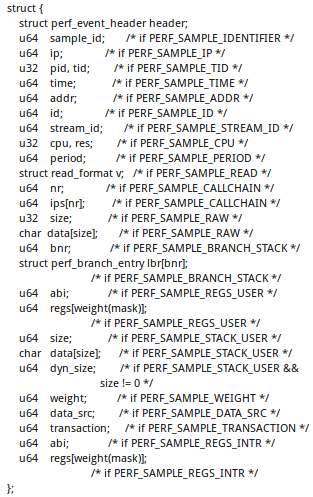 struct {
struct perf_event_header header;
u64 sample_id; /* if PERF_SAMPLE_IDENTIFIER */
u64 ip; /* if PERF_SAMPLE_IP */
u32 pid, tid; /* if PERF_SAMPLE_TID */
u64 time; /* if PERF_SAMPLE_TIME */
u64 addr; /* if PERF_SAMPLE_ADDR */
u64 id; /* if PERF_SAMPLE_ID */
u64 stream_id; /* if PERF_SAMPLE_STREAM_ID */
u32 cpu, res; /* if PERF_SAMPLE_CPU */
u64 period; /* if PERF_SAMPLE_PERIOD */
struct read_format v; /* if PERF_SAMPLE_READ */
u64 nr; /* if PERF_SAMPLE_CALLCHAIN */
u64 ips[nr]; /* if PERF_SAMPLE_CALLCHAIN */
u32 size; /* if PERF_SAMPLE_RAW */
char data[size]; /* if PERF_SAMPLE_RAW */
u64 bnr; /* if PERF_SAMPLE_BRANCH_STACK */
struct perf_branch_entry lbr[bnr];
/* if PERF_SAMPLE_BRANCH_STACK */
u64 abi; /* if PERF_SAMPLE_REGS_USER */
u64 regs[weight(mask)];
/* if PERF_SAMPLE_REGS_USER */
u64 size; /* if PERF_SAMPLE_STACK_USER */
char data[size]; /* if PERF_SAMPLE_STACK_USER */
u64 dyn_size; /* if PERF_SAMPLE_STACK_USER &&
size != 0 */
u64 weight; /* if PERF_SAMPLE_WEIGHT */
u64 data_src; /* if PERF_SAMPLE_DATA_SRC */
u64 transaction; /* if PERF_SAMPLE_TRANSACTION */
u64 abi; /* if PERF_SAMPLE_REGS_INTR */
u64 regs[weight(mask)];
/* if PERF_SAMPLE_REGS_INTR */
};